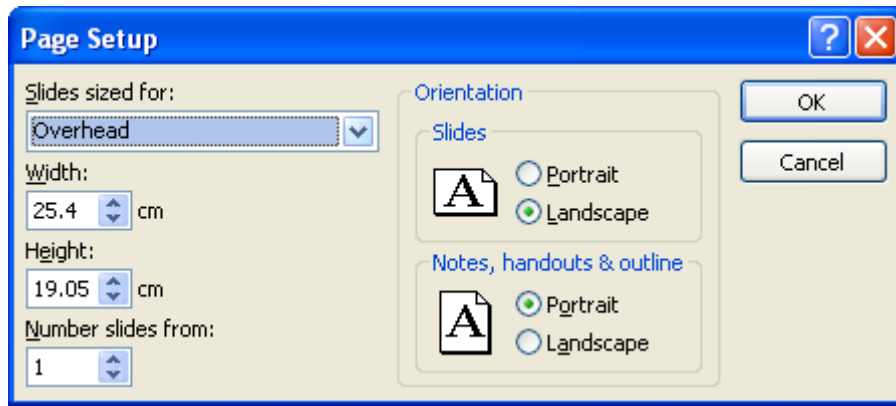 Page Setup
Slides sized for:
Overhead
Width:
25.4 cm
Height:
19.05 cm
Number slides from:
1
Orientation
Slides
A
Portrait
Landscape
Notes, handouts & outline
A
Portrait
Landscape
OK
Cancel